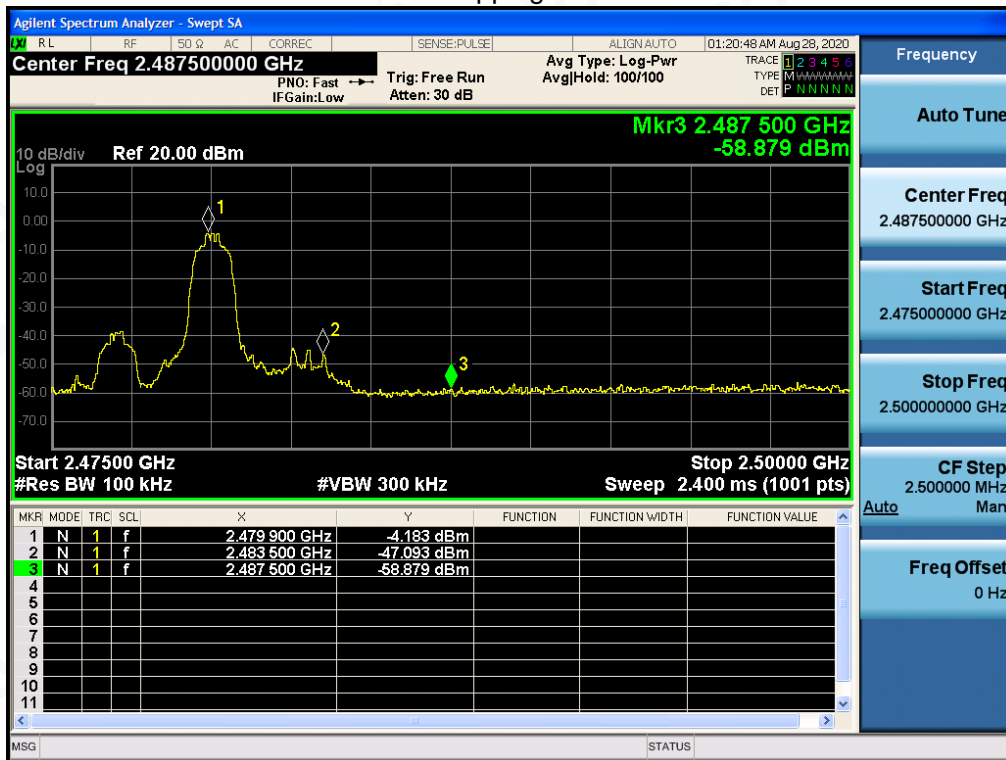 pping
Agilent Spectrum Analyzer - Swept SA
LXI RL RF 50 Ω AC CORREC SENSE:PULSE ALIGN AUTO 01:20:48 AM Aug 28, 2020
Center Freq 2.487500000 GHz
PNO: Fast
IFGain:Low
Trig: Free Run
Atten: 30 dB
Avg Type: Log-Pwr
Avg|Hold: 100/100
TRACE 1 2 3 4 5 6
TYPE M
DET P N N N N N
Mkr3 2.487 500 GHz
-58.879 dBm
10 dB/div Ref 20.00 dBm
Log
10.0
0.00
-10.0
-20.0
-30.0
-40.0
-50.0
-60.0
-70.0
1
2
3
Start 2.47500 GHz Stop 2.50000 GHz
#Res BW 100 kHz #VBW 300 kHz Sweep 2.400 ms (1001 pts)
MKR MODE TRC SCL X Y FUNCTION FUNCTION WIDTH FUNCTION VALUE
1 N 1 f 2.479 900 GHz -4.183 dBm
2 N 1 f 2.483 500 GHz -47.093 dBm
3 N 1 f 2.487 500 GHz -58.879 dBm
4
5
6
7
8
9
10
11
MSG STATUS
Frequency
Auto Tune
Center Freq
2.487500000 GHz
Start Freq
2.475000000 GHz
Stop Freq
2.500000000 GHz
CF Step
2.500000 MHz
Auto Man
Freq Offset
0 Hz